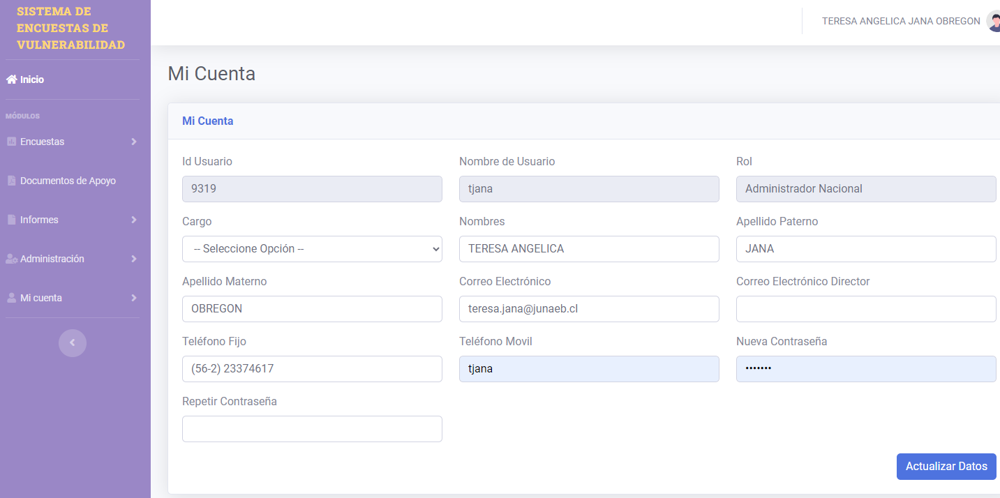 SISTEMA DE
ENCUESTAS DE
VULNERABILIDAD
Inicio
MÓDULOS
Encuestas
Documentos de Apoyo
Informes
Administración
Mi cuenta
TERESA ANGELICA JANA OBREGON
Mi Cuenta
Mi Cuenta
Id Usuario
9319
Nombre de Usuario
tjana
Rol
Administrador Nacional
Cargo
-- Seleccione Opción --
Nombres
TERESA ANGELICA
Apellido Paterno
JANA
Apellido Materno
OBREGON
Correo Electrónico
teresa.jana@junaeb.cl
Correo Electrónico Director
Teléfono Fijo
(56-2) 23374617
Teléfono Movil
tjana
Nueva Contraseña
•••••••
Repetir Contraseña
Actualizar Datos